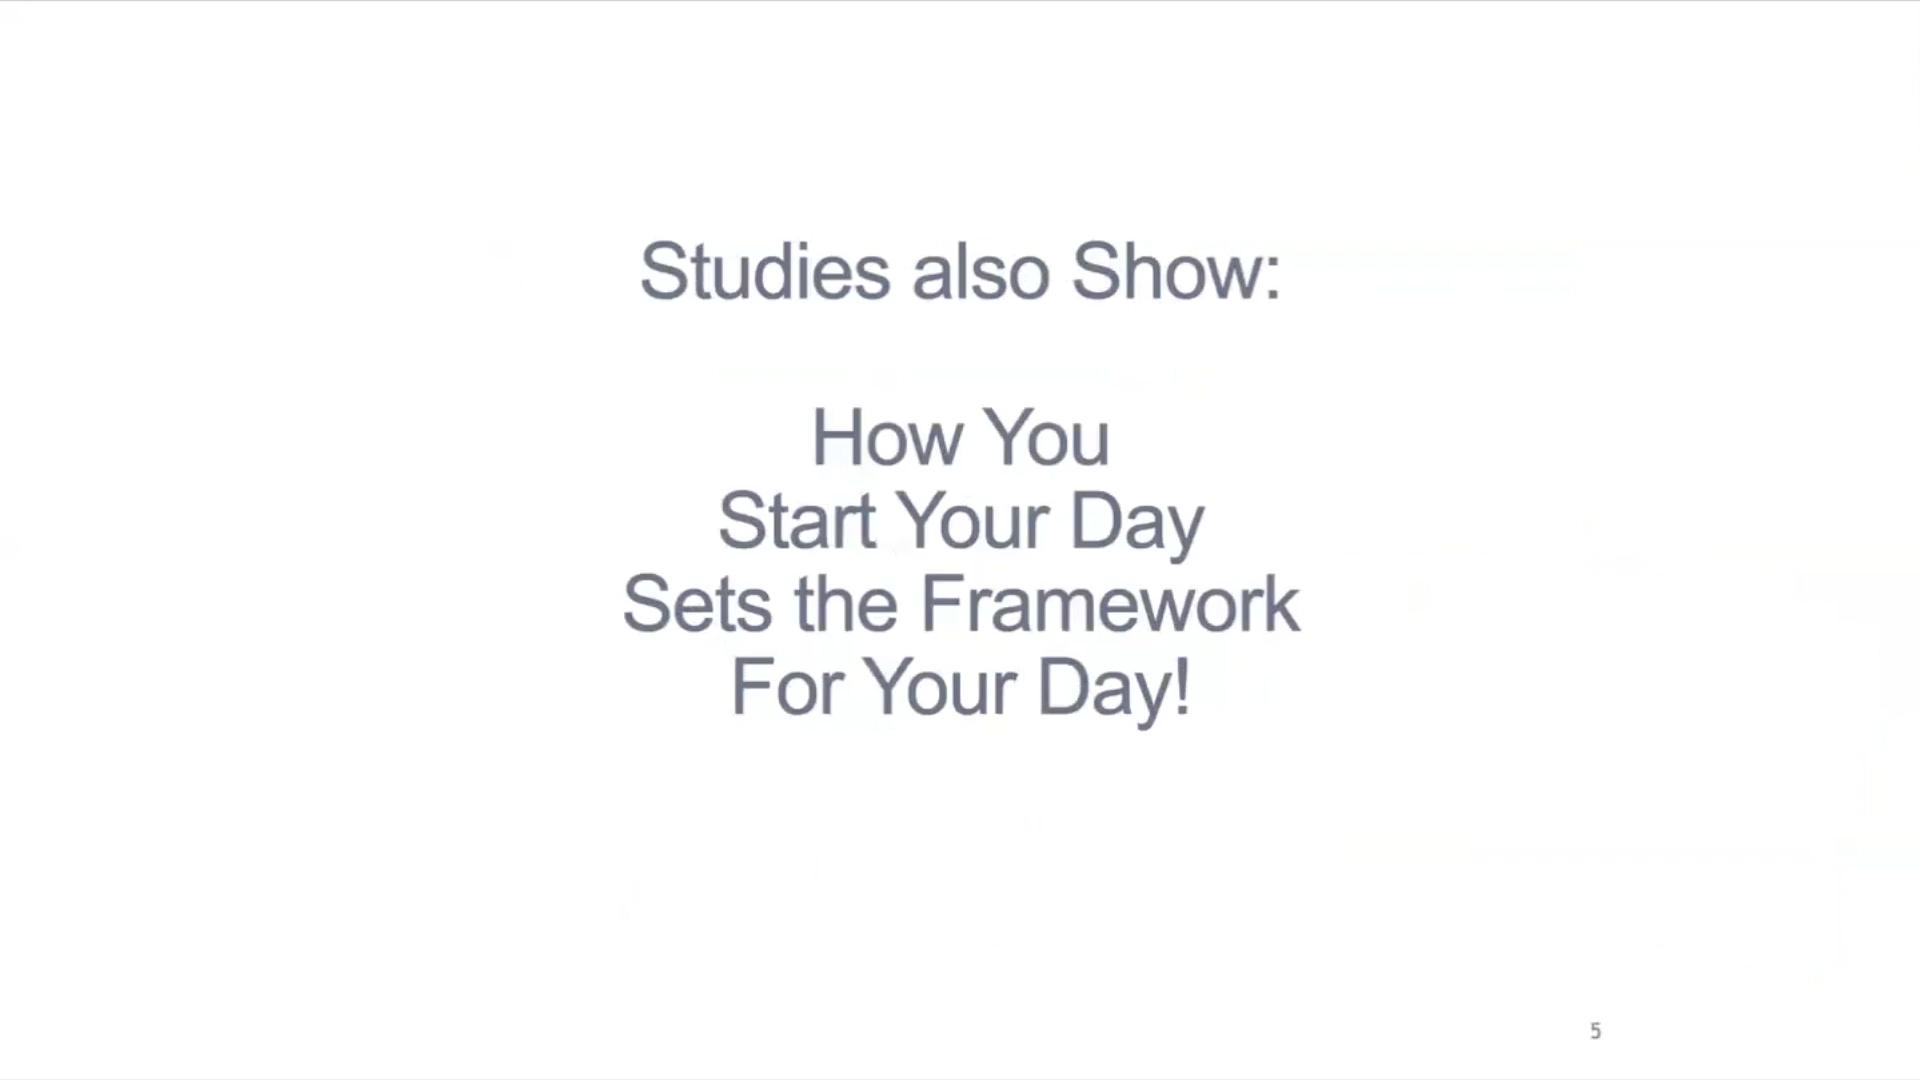 Studies also Show:
How You
Start Your Day
Sets the Framework
For Your Day!
5